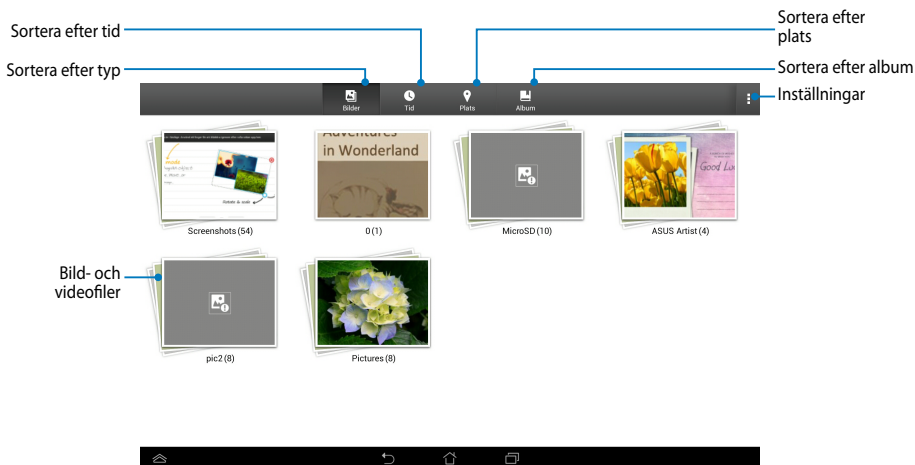 Sortera efter tid
Sortera efter typ
Sortera efter
plats
Sortera efter album
Inställningar
Bilder
Tid
Plats
Album
Adventures
in Wonderland
Good Lu
Rotate & scale
Screenshots (54)
0 (1)
MicroSD (10)
ASUS Artist (4)
Bild- och
videofiler
pic2 (8)
Pictures (8)